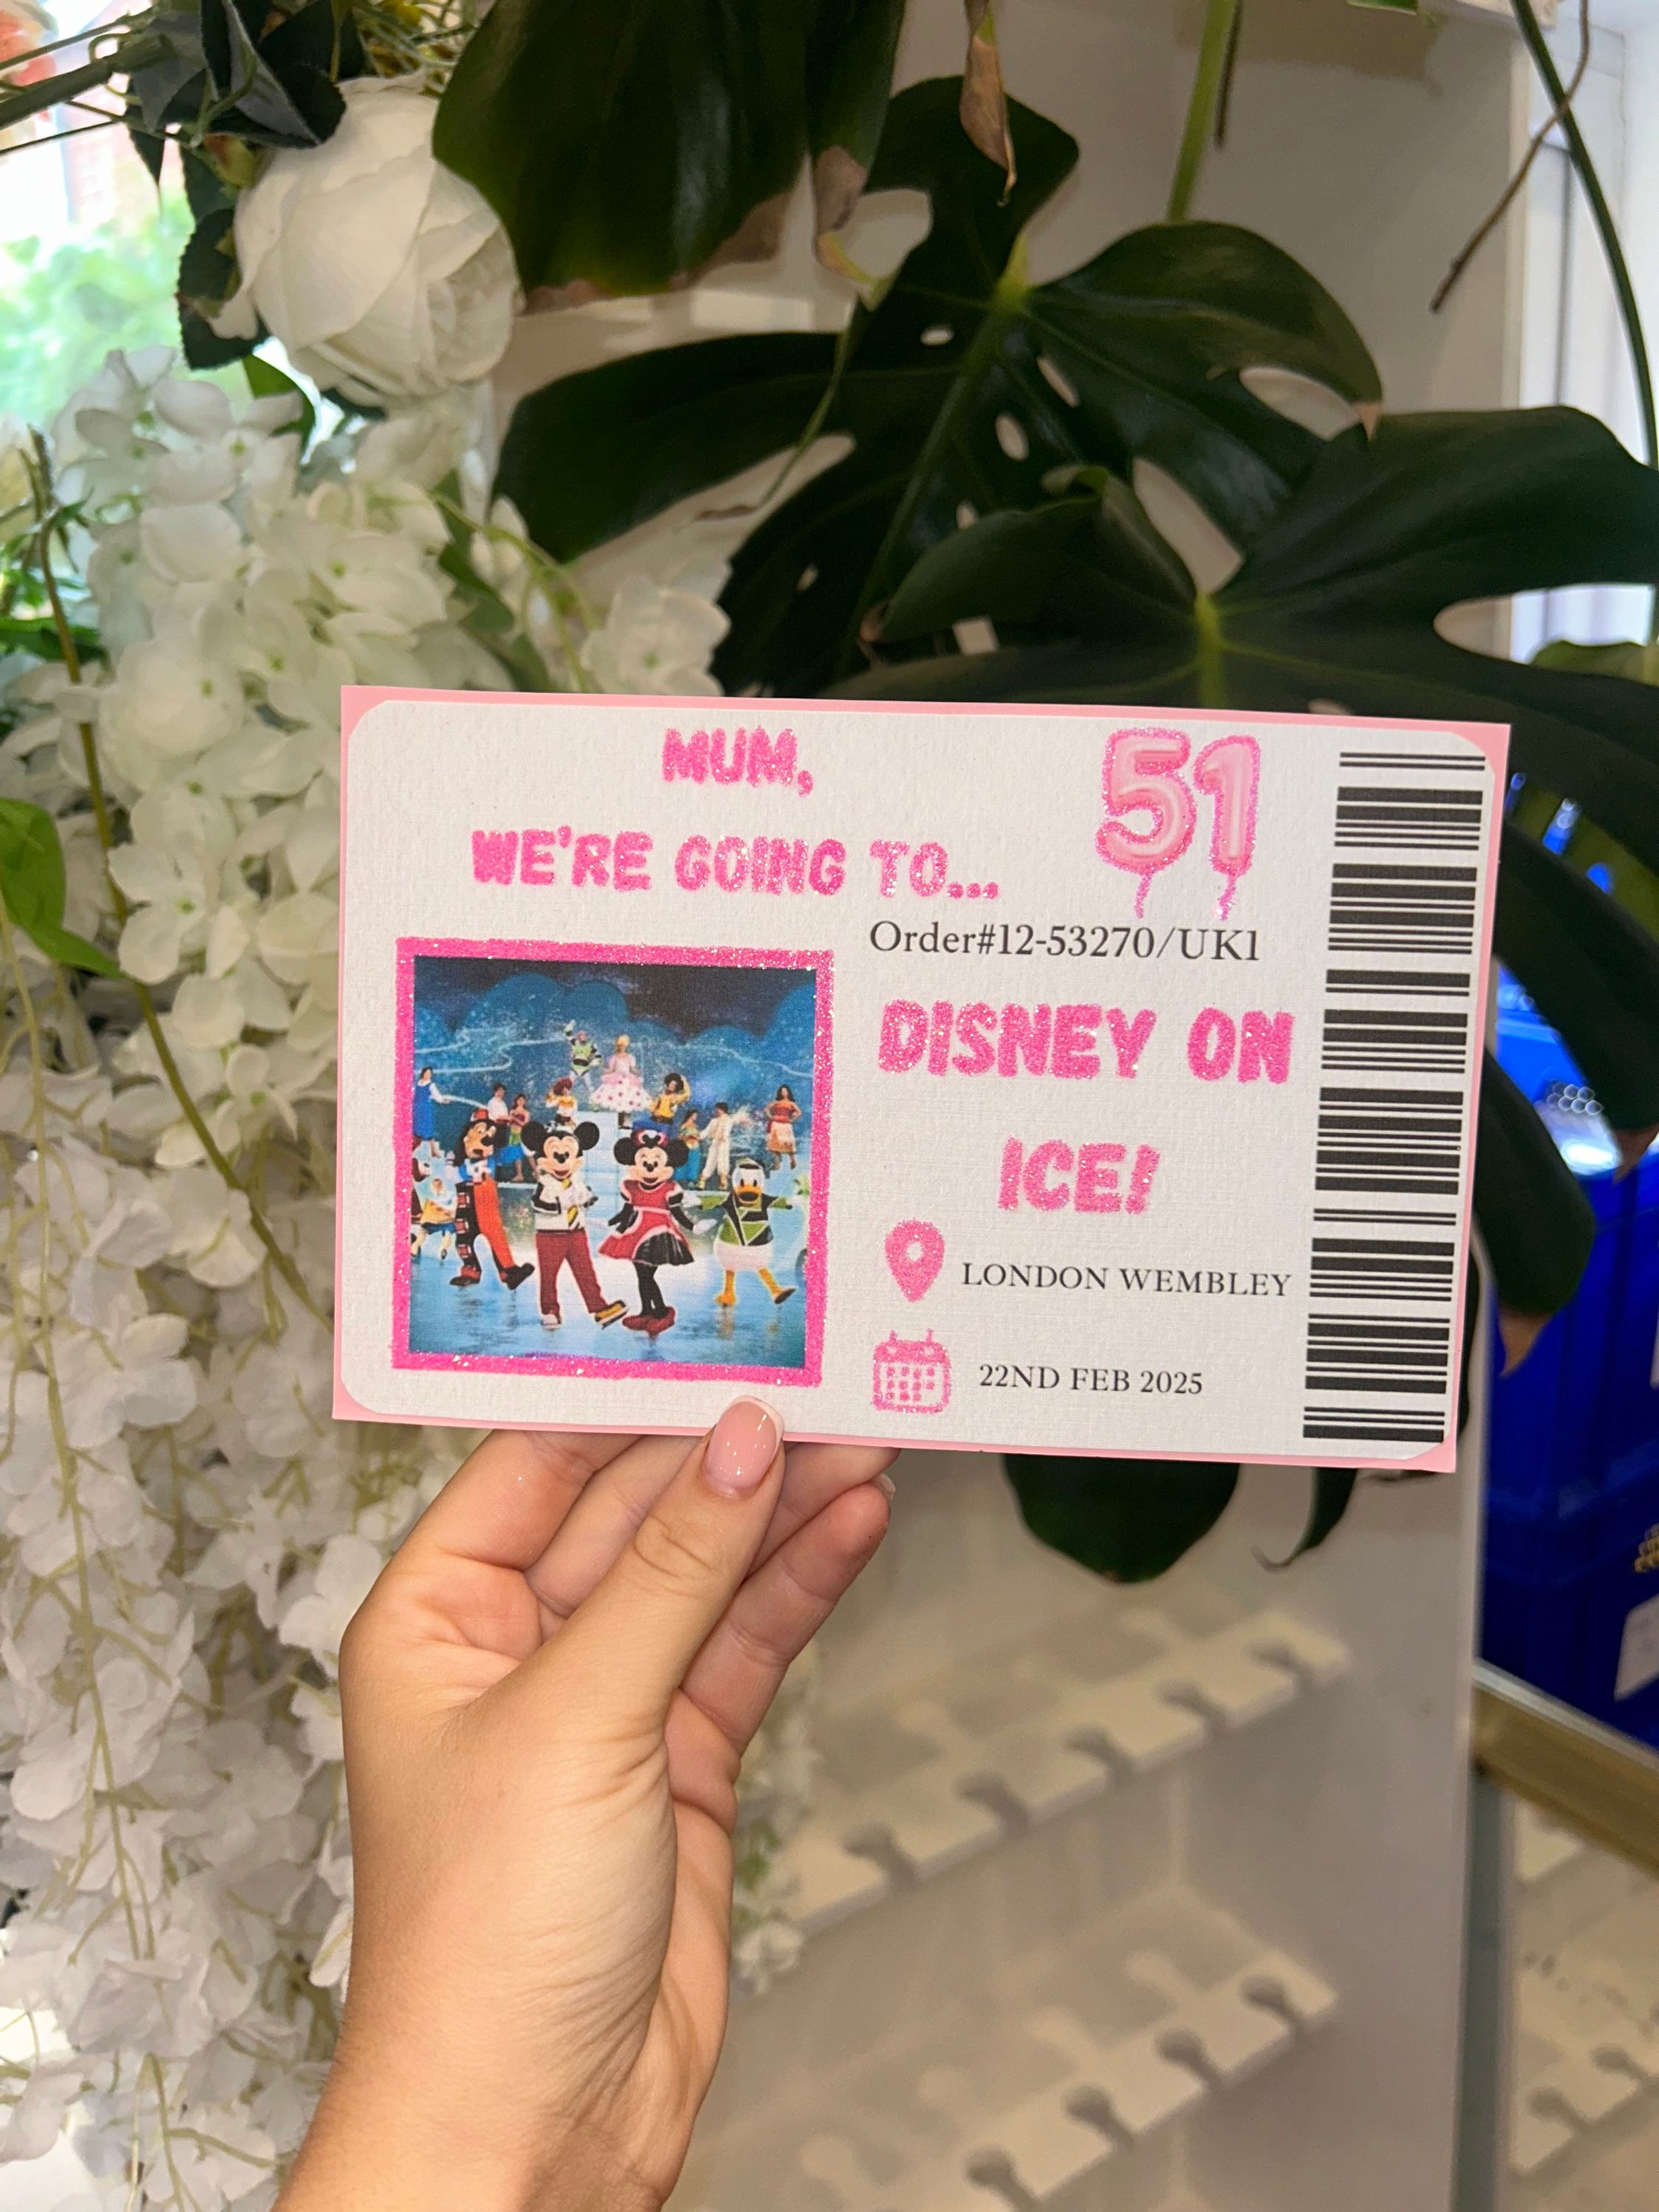 MUM,
WE'RE GOING TO...
51
Order#12-53270/UK1
DISNEY ON
ICE!
LONDON WEMBLEY
22ND FEB 2025